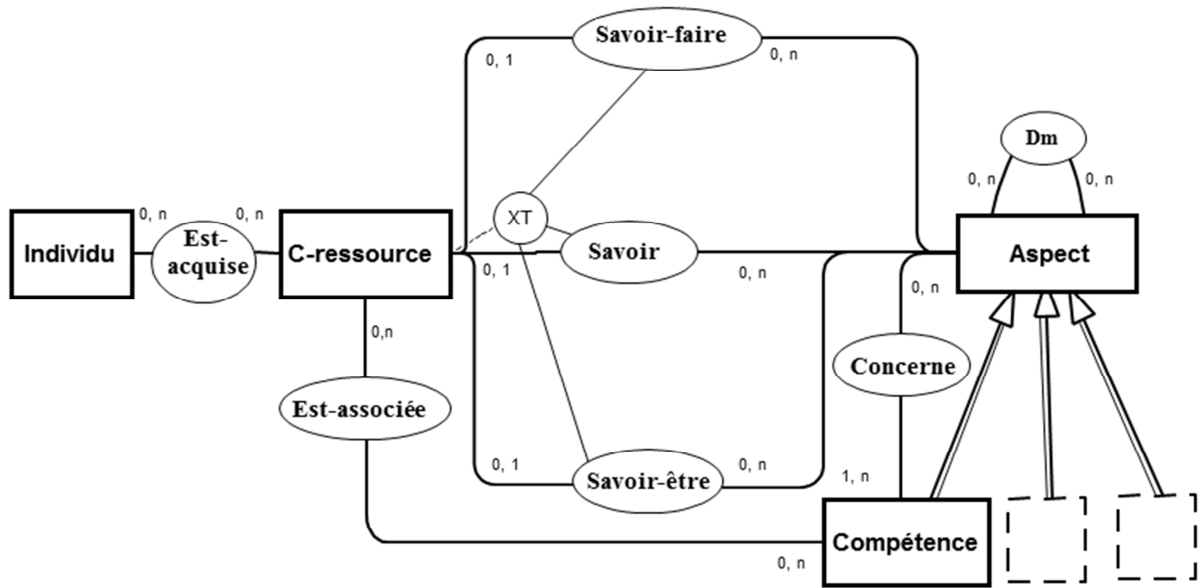 Savoir-faire
0, 1
0, n
Dm
0, n
0, n
XT
0, n
0, n
Individu
Est-
acquise
C-ressource
Savoir
Aspect
0, 1
0, n
0, n
0,n
Concerne
Est-associée
0, 1
Savoir-être
0, n
1, n
Compétence
0, n